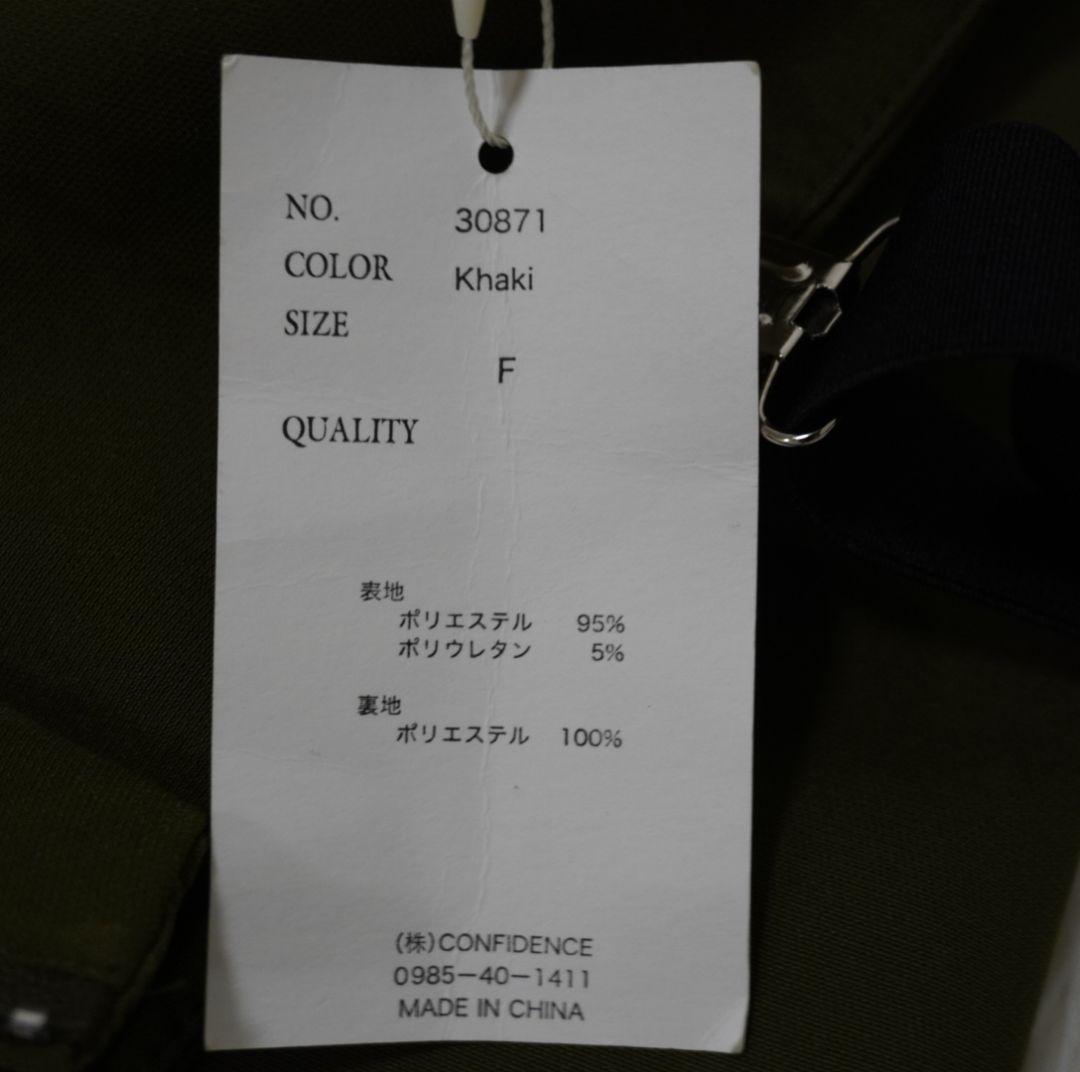 NO. 30871
COLOR Khaki
SIZE
F
QUALITY
表地
ポリエステル 95%
ポリウレタン 5%
裏地
ポリエステル 100%
(株)CONFIDENCE
0985-40-1411
MADE IN CHINA